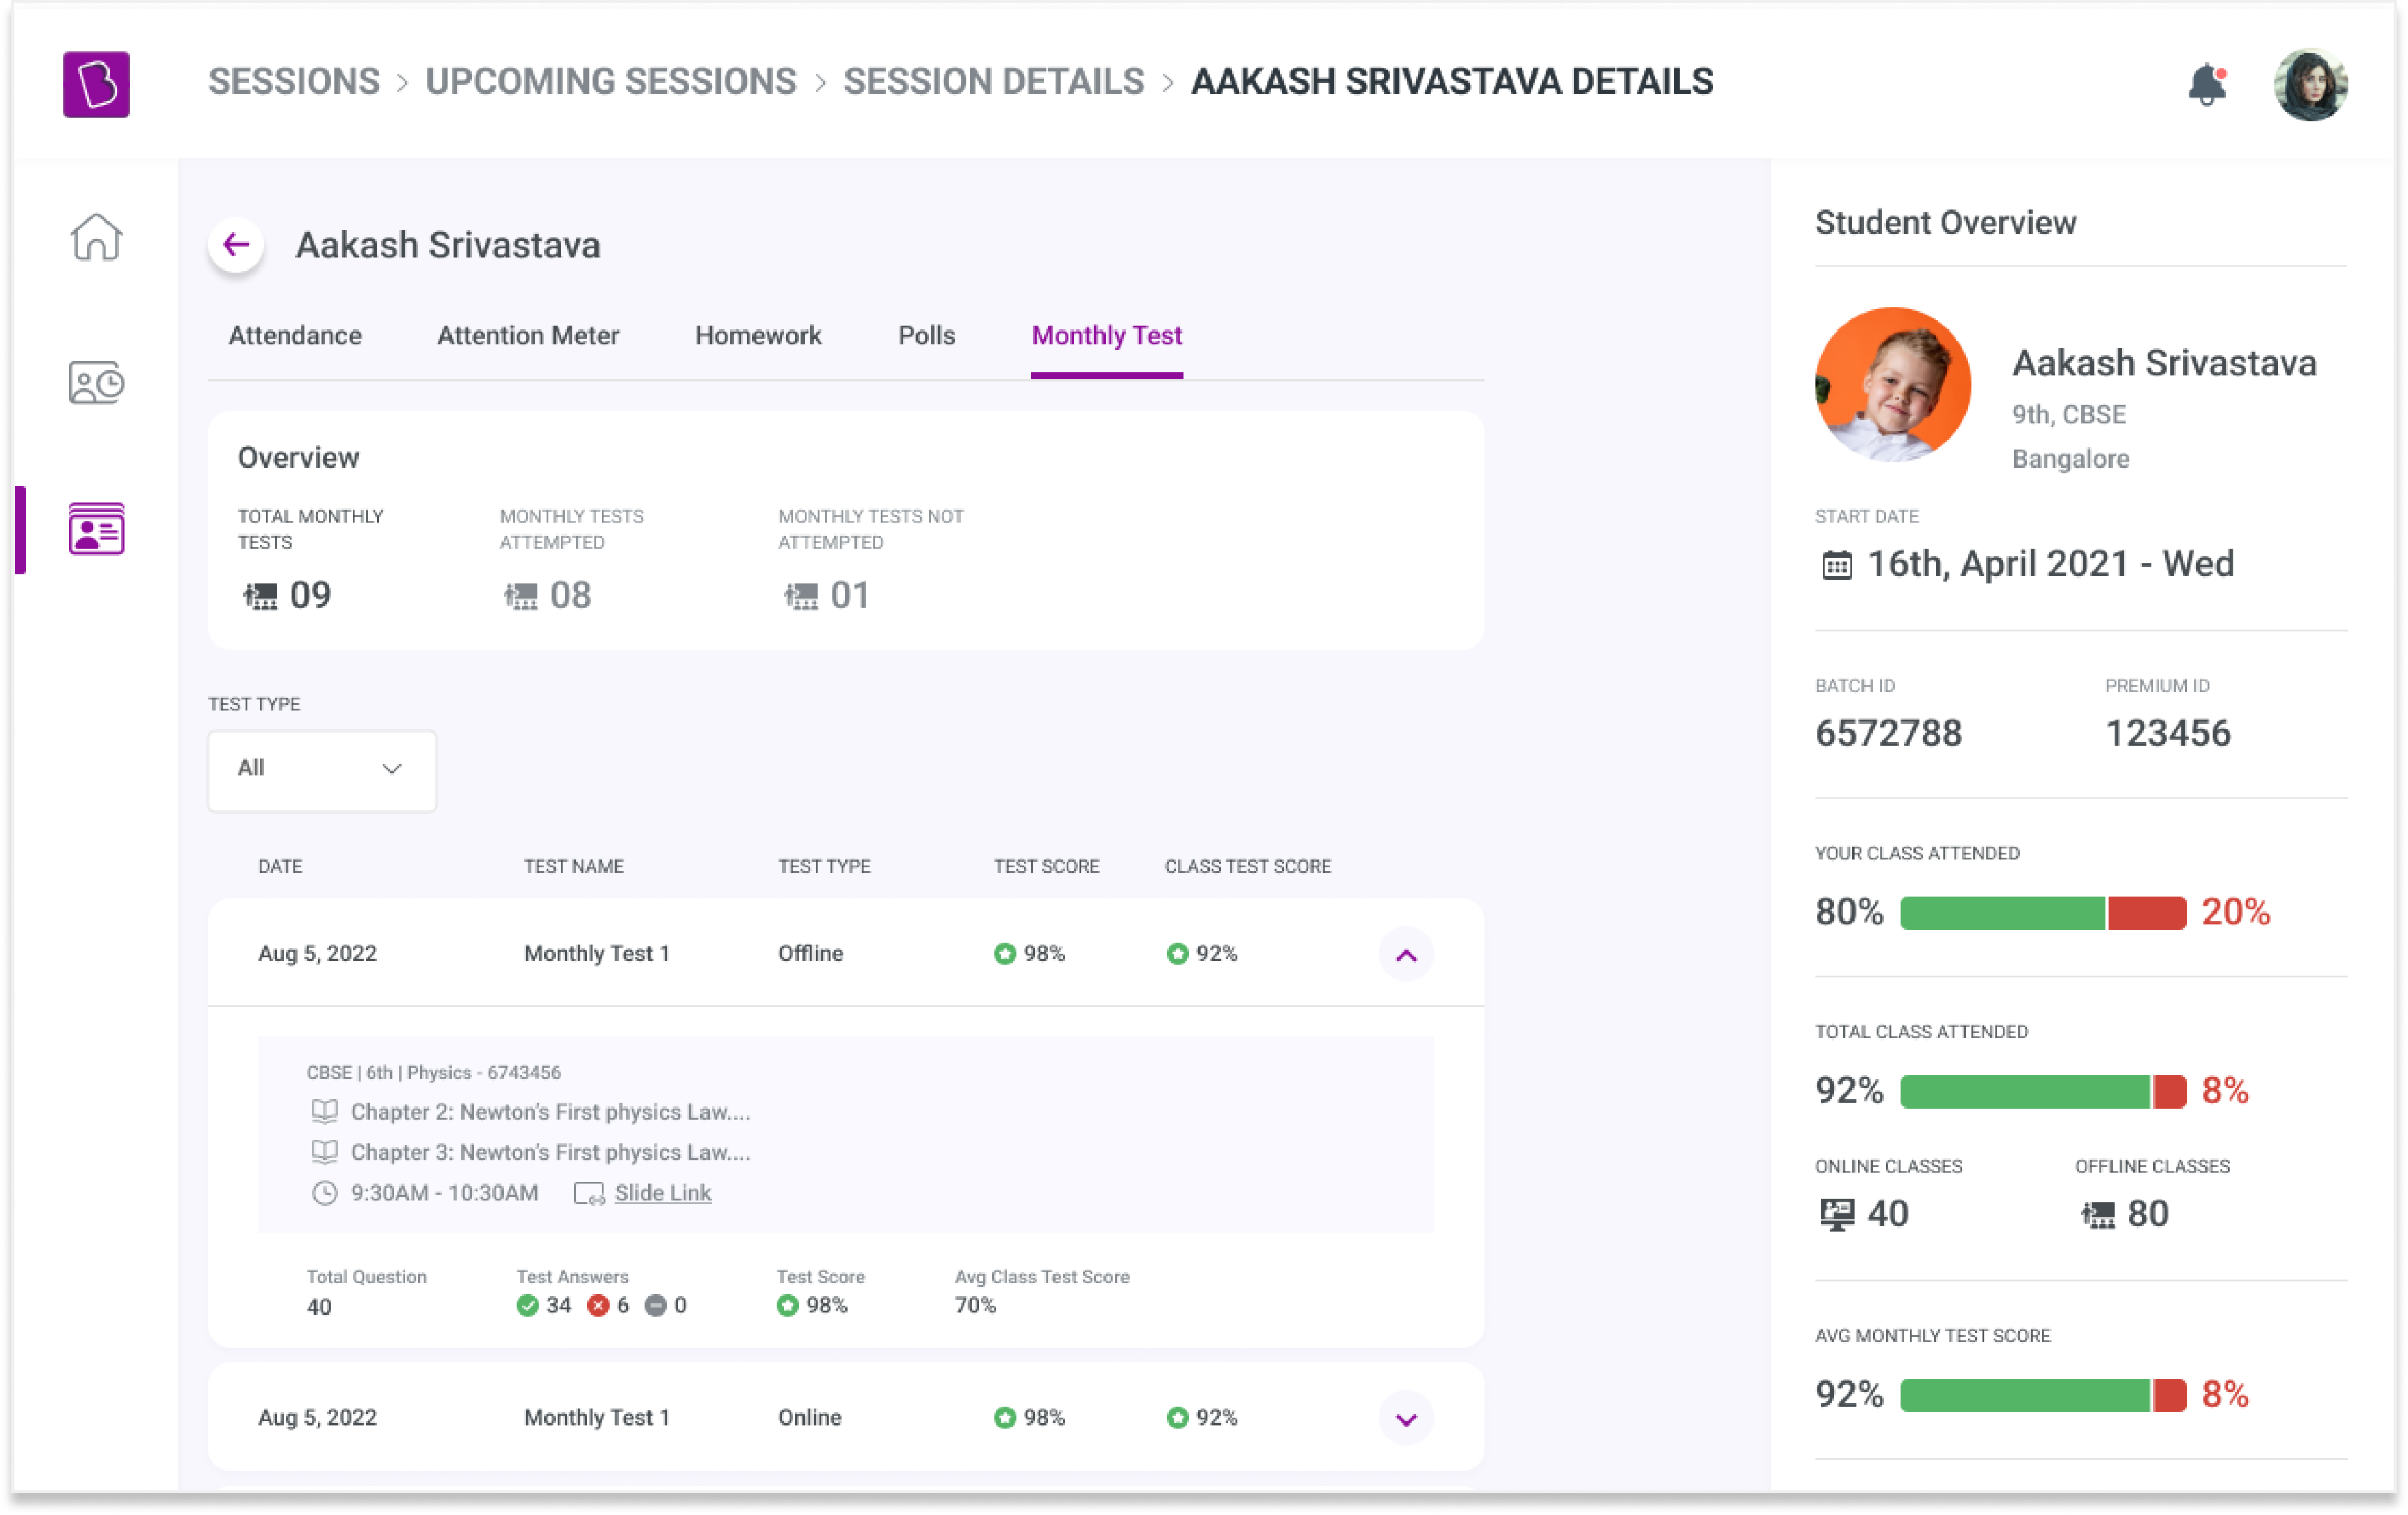 SESSIONS > UPCOMING SESSIONS > SESSION DETAILS > AAKASH SRIVASTAVA DETAILS
Aakash Srivastava
Attendance Attention Meter Homework Polls Monthly Test
Overview
TOTAL MONTHLY
TESTS
09
MONTHLY TESTS
ATTEMPTED
08
MONTHLY TESTS NOT
ATTEMPTED
01
TEST TYPE
All
DATE TEST NAME TEST TYPE TEST SCORE CLASS TEST SCORE
Aug 5, 2022 Monthly Test 1 Offline 98% 92%
CBSE | 6th | Physics - 6743456
Chapter 2: Newton's First physics Law....
Chapter 3: Newton's First physics Law....
9:30AM - 10:30AM Slide Link
Total Question Test Answers Test Score Avg Class Test Score
40 34 6 0 98% 70%
Aug 5, 2022 Monthly Test 1 Online 98% 92%
Student Overview
Aakash Srivastava
9th, CBSE
Bangalore
START DATE
16th, April 2021 - Wed
BATCH ID PREMIUM ID
6572788 123456
YOUR CLASS ATTENDED
80% 20%
TOTAL CLASS ATTENDED
92% 8%
ONLINE CLASSES OFFLINE CLASSES
40 80
AVG MONTHLY TEST SCORE
92% 8%